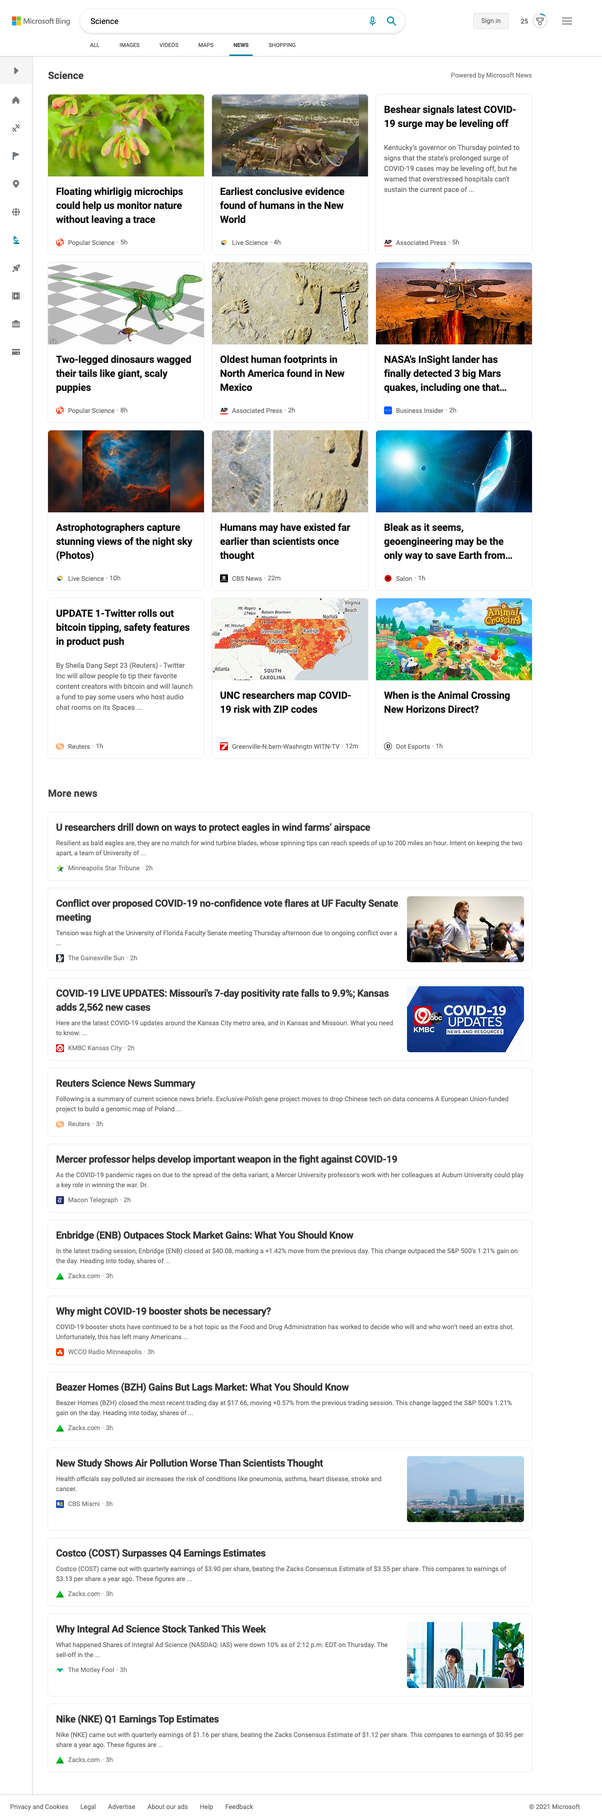 Microsoft Bing
Science
Sign in
25
ALL IMAGES VIDEOS MAPS NEWS SHOPPING
Science
Powered by Microsoft News
Floating whirligig microchips
could help us monitor nature
without leaving a trace
Popular Science · 5h
Earliest conclusive evidence
found of humans in the New
World
Live Science · 4h
Beshear signals latest COVID-
19 surge may be leveling off
Kentucky's governor on Thursday pointed to
signs that the state's prolonged surge of
COVID-19 cases may be leveling off, but he
warned that overstressed hospitals can't
sustain the current pace of ...
AP Associated Press · 5h
Two-legged dinosaurs wagged
their tails like giant, scaly
puppies
Popular Science · 8h
Oldest human footprints in
North America found in New
Mexico
AP Associated Press · 2h
NASA's InSight lander has
finally detected 3 big Mars
quakes, including one that...
Business Insider · 2h
Astrophotographers capture
stunning views of the night sky
(Photos)
Live Science · 10h
Humans may have existed far
earlier than scientists once
thought
CBS News · 22m
Bleak as it seems,
geoengineering may be the
only way to save Earth from...
Salon · 1h
UPDATE 1-Twitter rolls out
bitcoin tipping, safety features
in product push
By Sheila Dang Sept 23 (Reuters) - Twitter
Inc will allow people to tip their favorite
content creators with bitcoin and will launch
a fund to pay some users who host audio
chat rooms on its Spaces ...
Reuters · 1h
Virginia
Beach
Norfolk
Mt. Rogers
Mt. Mitchell
Greensboro
Raleigh
Charlotte
Fayetteville
Atlanta
SOUTH
CAROLINA
UNC researchers map COVID-
19 risk with ZIP codes
Greenville-N.bern-Washngtn WITN-TV · 12m
Animal
Crossing
When is the Animal Crossing
New Horizons Direct?
Dot Esports · 1h
More news
U researchers drill down on ways to protect eagles in wind farms’ airspace
Resilient as bald eagles are, they are no match for wind turbine blades, whose spinning tips can reach speeds of up to 200 miles an hour. Intent on keeping the two
apart, a team of University of ...
Minneapolis Star Tribune · 2h
Conflict over proposed COVID-19 no-confidence vote flares at UF Faculty Senate
meeting
Tension was high at the University of Florida Faculty Senate meeting Thursday afternoon due to ongoing conflict over a
...
The Gainesville Sun · 2h
COVID-19 LIVE UPDATES: Missouri's 7-day positivity rate falls to 9.9%; Kansas
adds 2,562 new cases
Here are the latest COVID-19 updates around the Kansas City metro area, and in Kansas and Missouri. What you need
to know: ...
KMBC Kansas City · 2h
9 abc
KMBC
COVID-19
UPDATES
NEWS AND RESOURCES
Reuters Science News Summary
Following is a summary of current science news briefs. Exclusive-Polish gene project moves to drop Chinese tech on data concerns A European Union-funded
project to build a genomic map of Poland ...
Reuters · 3h
Mercer professor helps develop important weapon in the fight against COVID-19
As the COVID-19 pandemic rages on due to the spread of the delta variant, a Mercer University professor's work with her colleagues at Auburn University could play
a key role in winning the war. Dr.
Macon Telegraph · 2h
Enbridge (ENB) Outpaces Stock Market Gains: What You Should Know
In the latest trading session, Enbridge (ENB) closed at $40.08, marking a +1.42% move from the previous day. This change outpaced the S&P 500's 1.21% gain on
the day. Heading into today, shares of ...
Zacks.com · 3h
Why might COVID-19 booster shots be necessary?
COVID-19 booster shots have continued to be a hot topic as the Food and Drug Administration has worked to decide who will and who won't need an extra shot.
Unfortunately, this has left many Americans ...
WCCO Radio Minneapolis · 3h
Beazer Homes (BZH) Gains But Lags Market: What You Should Know
Beazer Homes (BZH) closed the most recent trading day at $17.66, moving +0.57% from the previous trading session. This change lagged the S&P 500's 1.21%
gain on the day. Heading into today, shares of ...
Zacks.com · 3h
New Study Shows Air Pollution Worse Than Scientists Thought
Health officials say polluted air increases the risk of conditions like pneumonia, asthma, heart disease, stroke and
cancer.
CBS Miami · 3h
Costco (COST) Surpasses Q4 Earnings Estimates
Costco (COST) came out with quarterly earnings of $3.90 per share, beating the Zacks Consensus Estimate of $3.55 per share. This compares to earnings of
$3.13 per share a year ago. These figures are ...
Zacks.com · 3h
Why Integral Ad Science Stock Tanked This Week
What happened Shares of Integral Ad Science (NASDAQ: IAS) were down 10% as of 2:12 p.m. EDT on Thursday. The
sell-off in the ...
The Motley Fool · 3h
Nike (NKE) Q1 Earnings Top Estimates
Nike (NKE) came out with quarterly earnings of $1.16 per share, beating the Zacks Consensus Estimate of $1.12 per share. This compares to earnings of $0.95 per
share a year ago. These figures are ...
Zacks.com · 3h
Privacy and Cookies Legal Advertise About our ads Help Feedback
© 2021 Microsoft